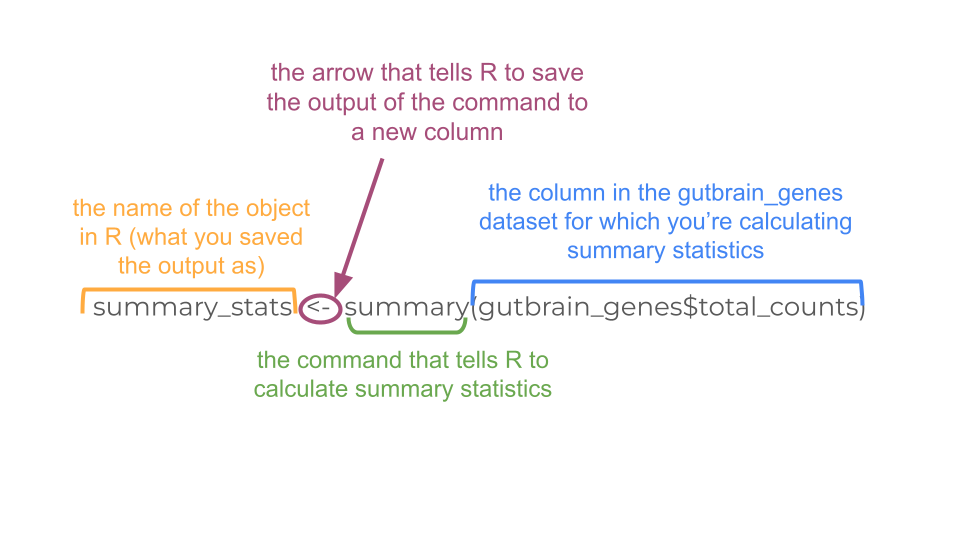 the arrow that tells R to save
the output of the command to
a new column
the column in the gutbrain_genes
dataset for which you’re calculating
summary statistics
the name of the object
in R (what you saved
the output as)
summary_stats <- summary(gutbrain_genes$total_counts)
the command that tells R to
calculate summary statistics